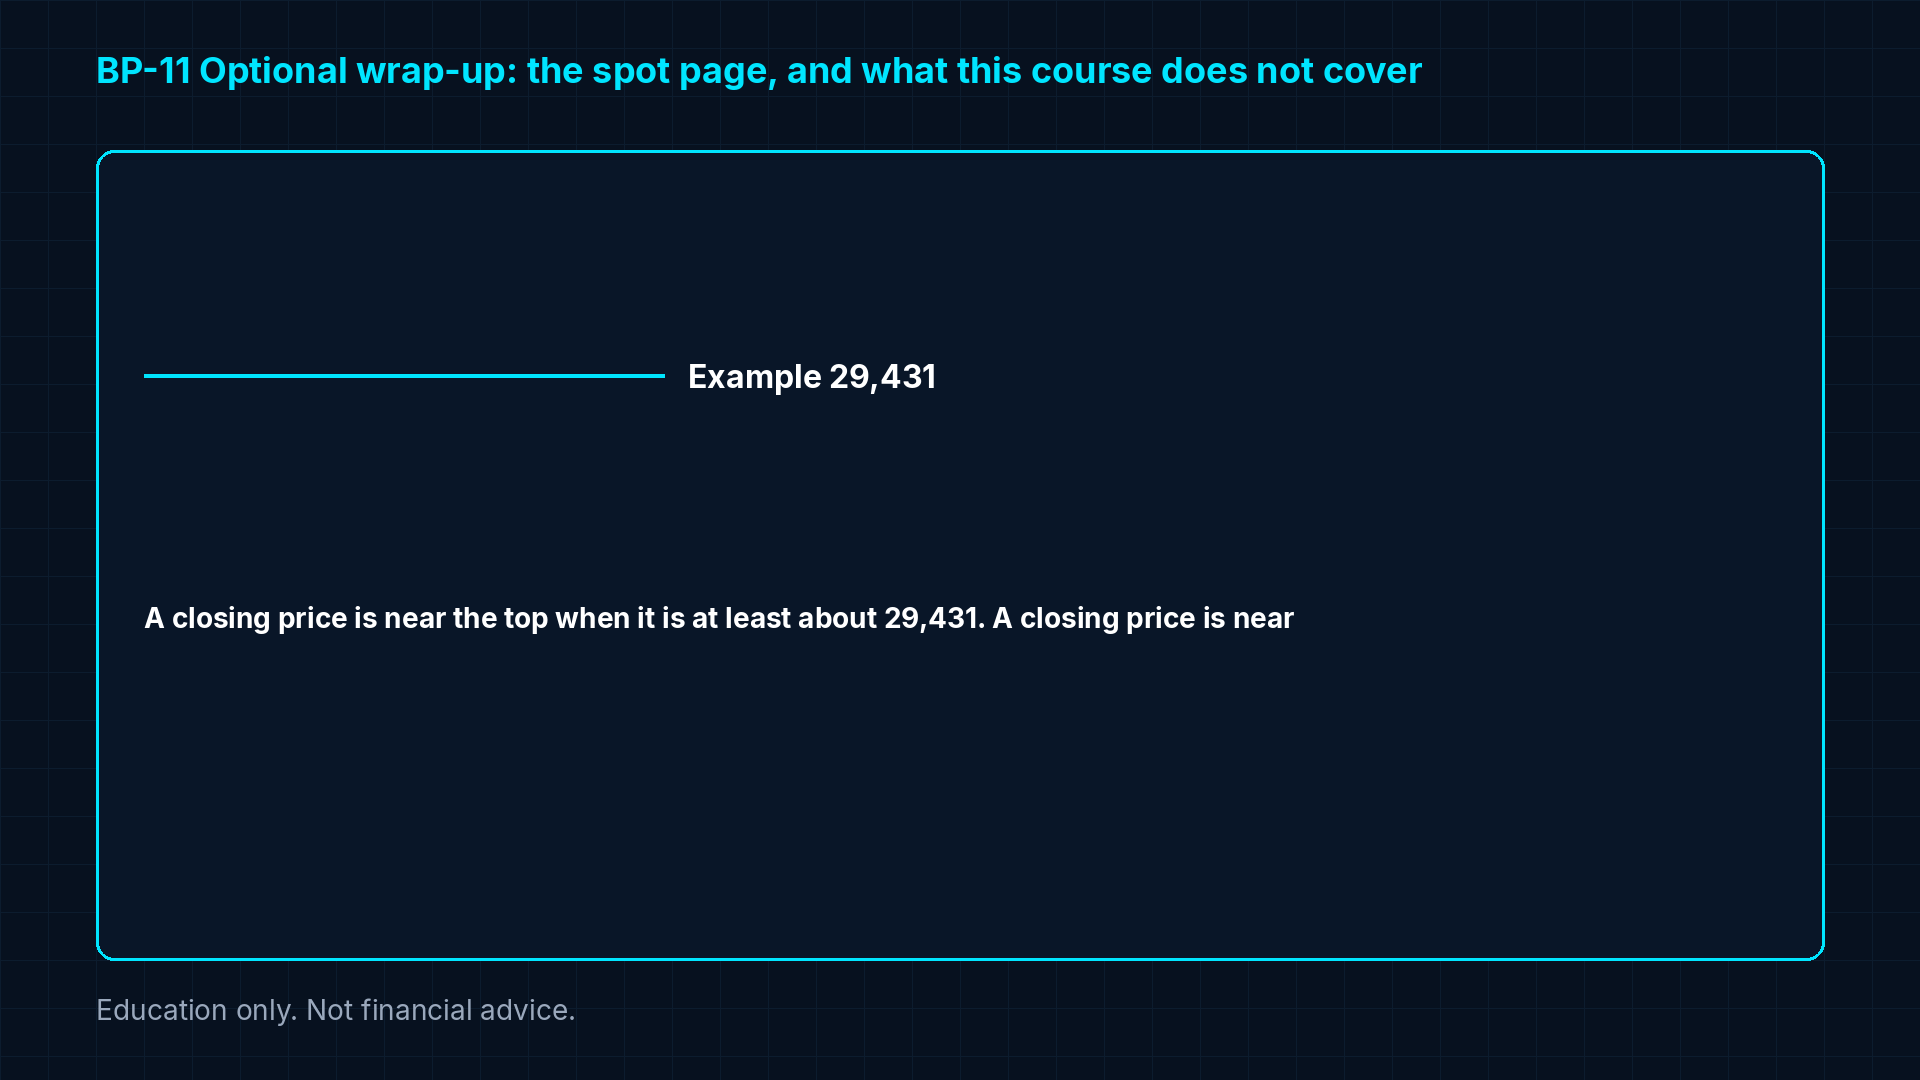 BP-11 Optional wrap-up: the spot page, and what this course does not cover
Example 29,431
A closing price is near the top when it is at least about 29,431. A closing price is near
Education only. Not financial advice.